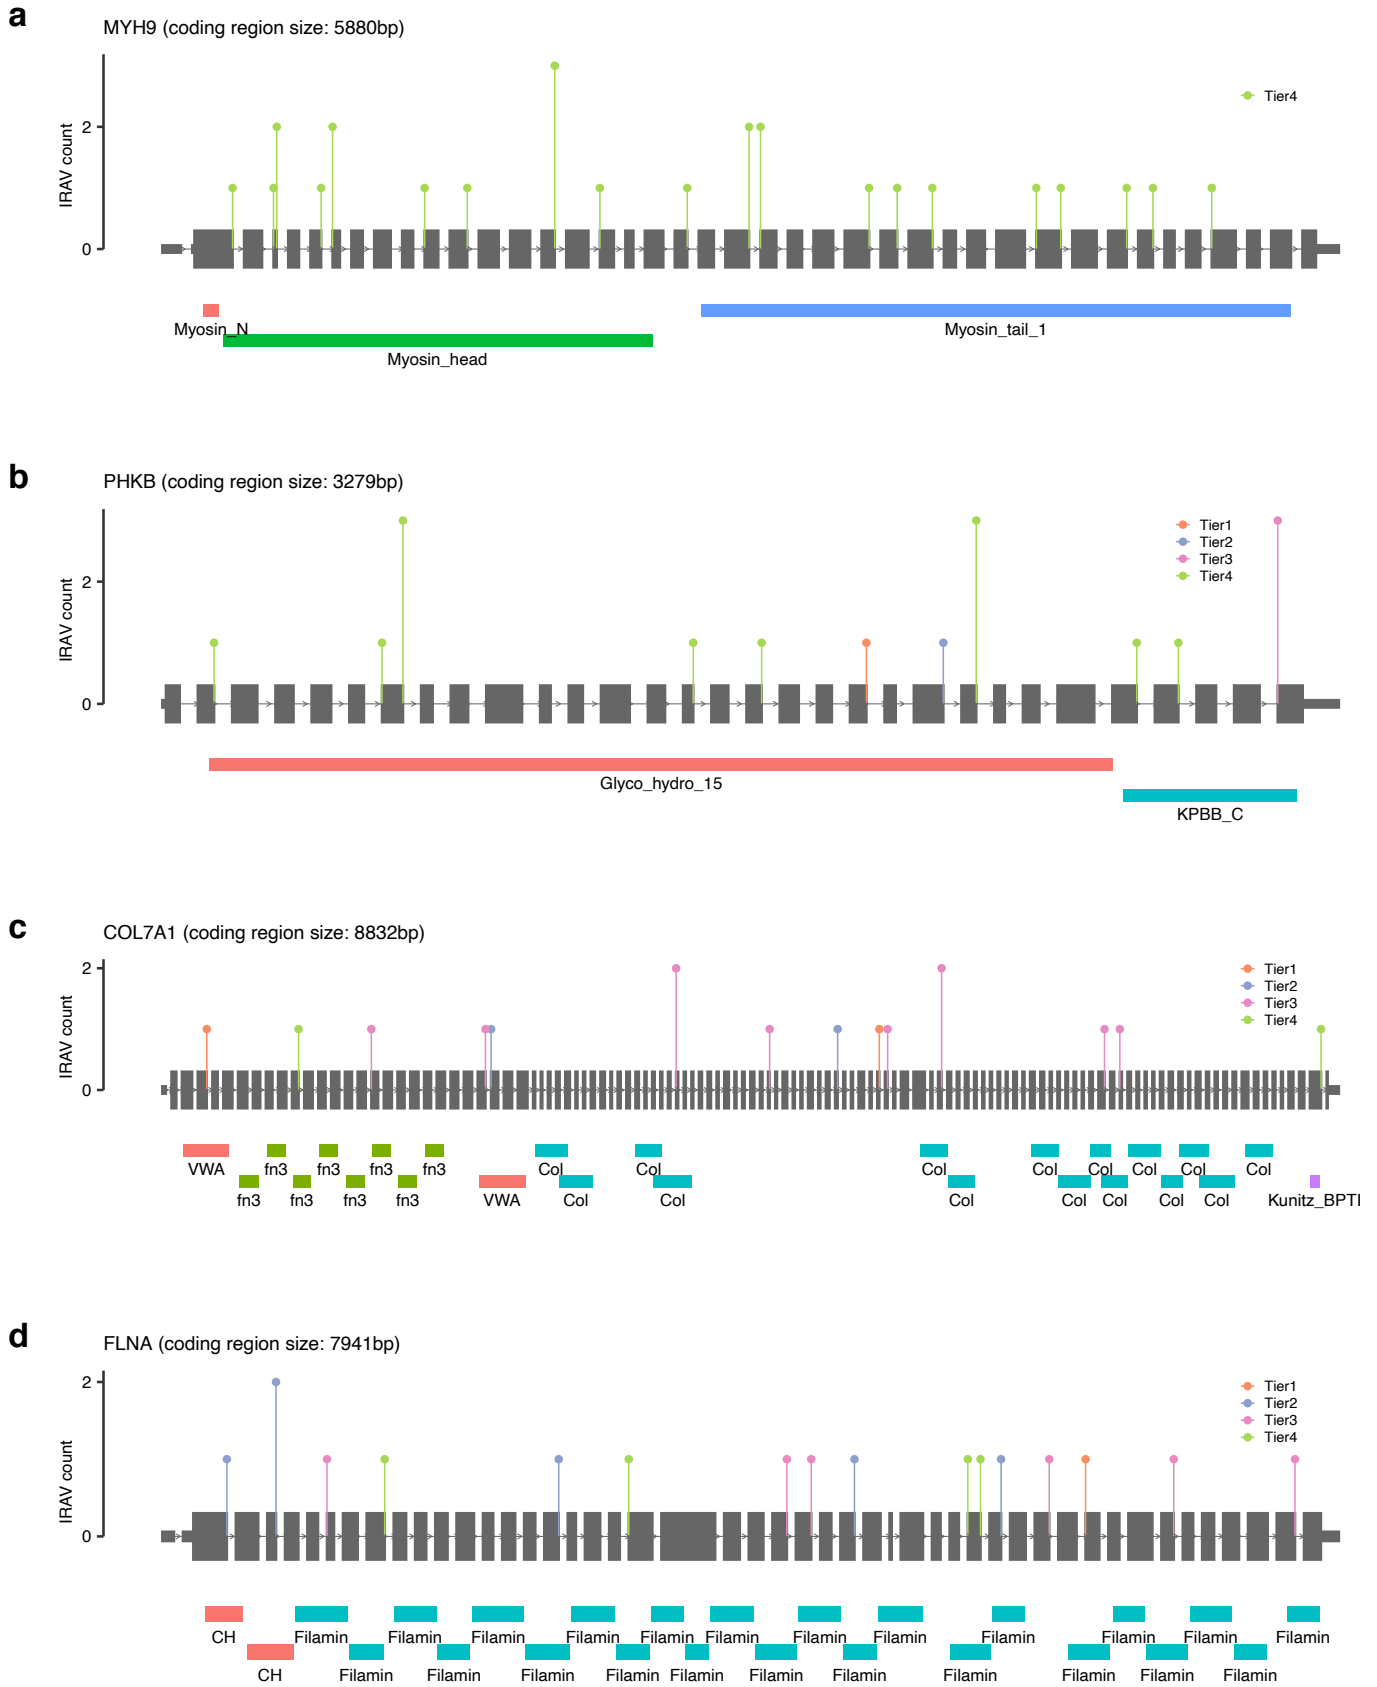 a
MYH9 (coding region size: 5880bp)
IRAV count
2
0
Tier4
Myosin_N
Myosin_head
Myosin_tail_1
b
PHKB (coding region size: 3279bp)
IRAV count
2
0
Tier1
Tier2
Tier3
Tier4
Glyco_hydro_15
KPBB_C
c
COL7A1 (coding region size: 8832bp)
IRAV count
2
0
Tier1
Tier2
Tier3
Tier4
VWA fn3 fn3 fn3 fn3 Col Col Col Col Col Col Col Col
fn3 fn3 fn3 fn3 VWA Col Col Col Col Col Col Col Kunitz_BPTI
d
FLNA (coding region size: 7941bp)
IRAV count
2
0
Tier1
Tier2
Tier3
Tier4
CH Filamin Filamin Filamin Filamin Filamin Filamin Filamin Filamin Filamin Filamin Filamin Filamin
CH Filamin Filamin Filamin Filamin Filamin Filamin Filamin Filamin Filamin Filamin Filamin